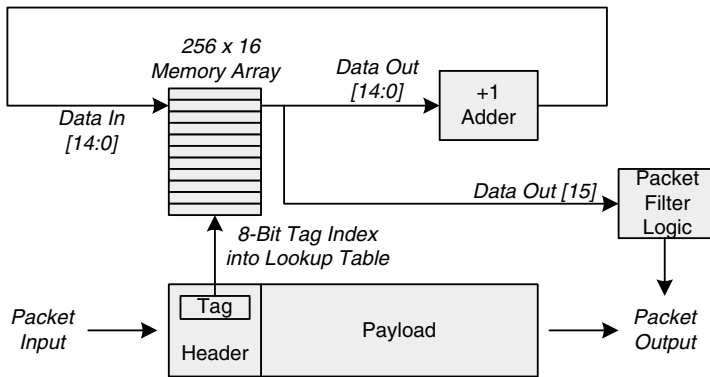 256 x 16
Memory Array
Data Out
[14:0]
+1
Adder
Data In
[14:0]
Data Out [15]
Packet
Filter
Logic
8-Bit Tag Index
into Lookup Table
Tag
Packet
Input
Header
Payload
Packet
Output